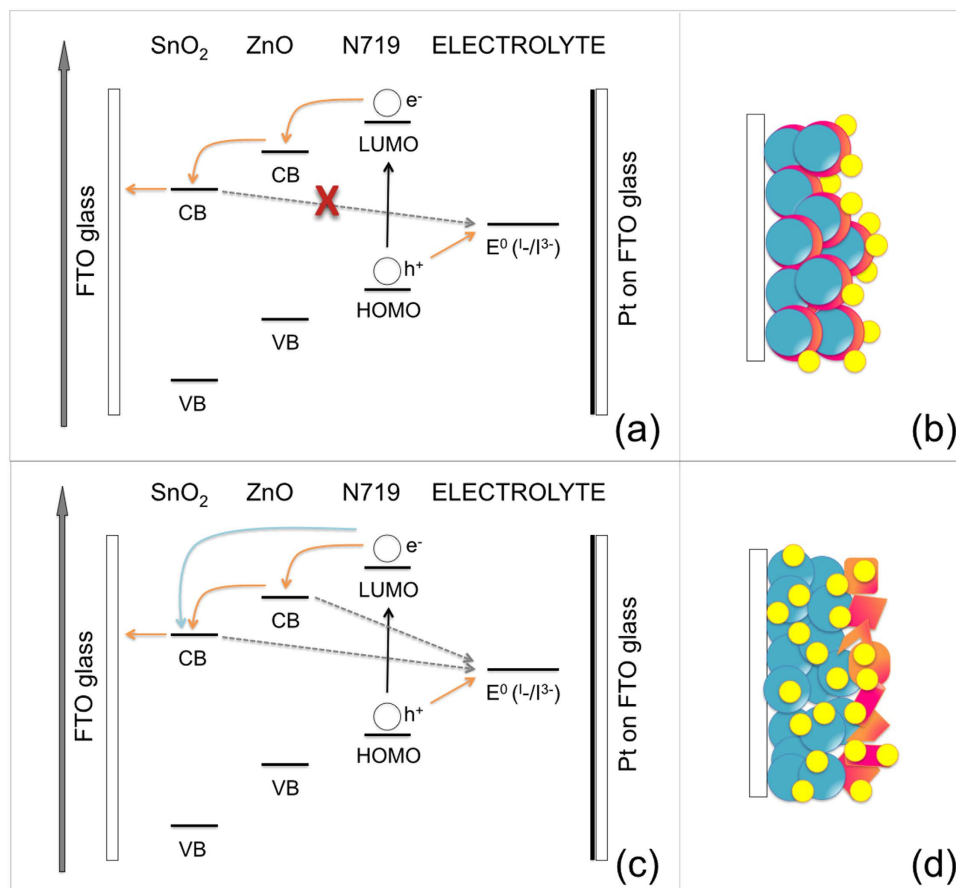 SnO₂ ZnO N719 ELECTROLYTE
e⁻
LUMO
CB
CB
E⁰ (ᴵ-/I³⁻)
h⁺
HOMO
VB
VB
FTO glass
Pt on FTO glass
X
(a)
(b)
SnO₂ ZnO N719 ELECTROLYTE
e⁻
LUMO
CB
CB
E⁰ (ᴵ-/I³⁻)
h⁺
HOMO
VB
VB
FTO glass
Pt on FTO glass
(c)
(d)